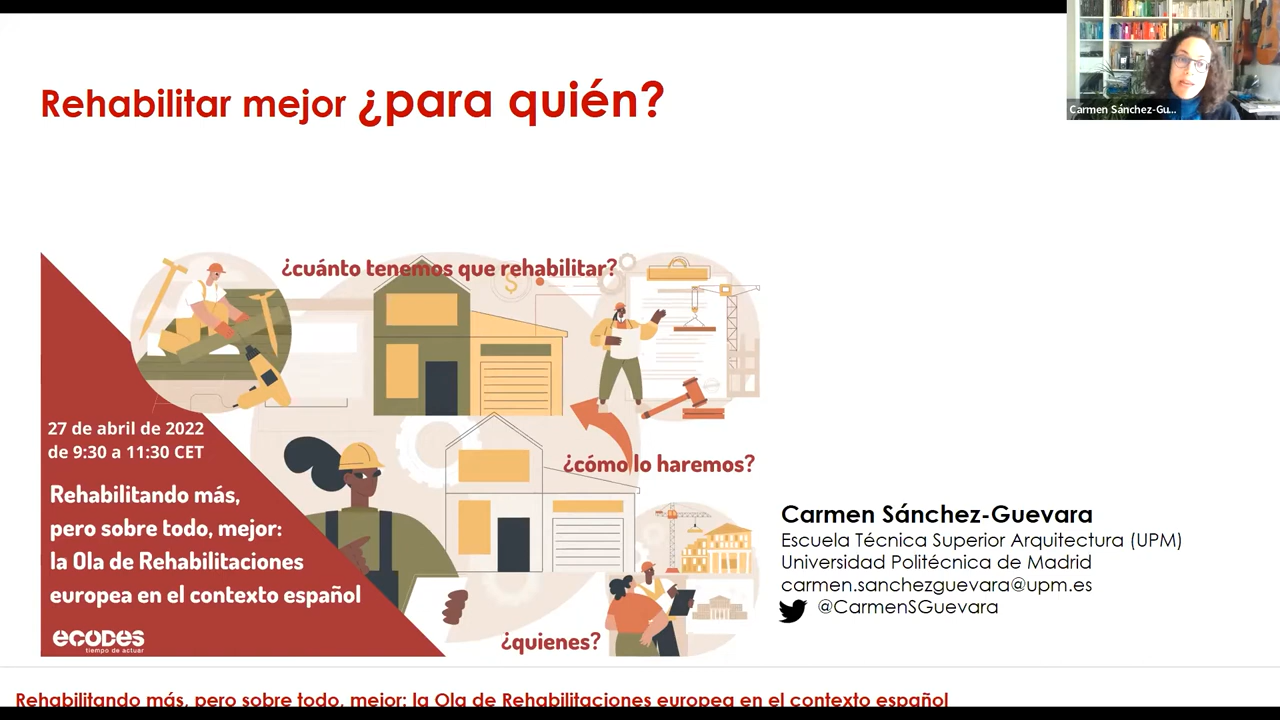 Rehabilitar mejor ¿para quién?
Carmen Sánchez-Gu...
¿cuánto tenemos que rehabilitar?
27 de abril de 2022
de 9:30 a 11:30 CET
¿cómo lo haremos?
Rehabilitando más,
pero sobre todo, mejor:
la Ola de Rehabilitaciones
europea en el contexto español
ecodes
tiempo de actuar
¿quienes?
Carmen Sánchez-Guevara
Escuela Técnica Superior Arquitectura (UPM)
Universidad Politécnica de Madrid
carmen.sanchezguevara@upm.es
@CarmenSGuevara
Rehabilitando más, pero sobre todo, mejor: la Ola de Rehabilitaciones europea en el contexto español